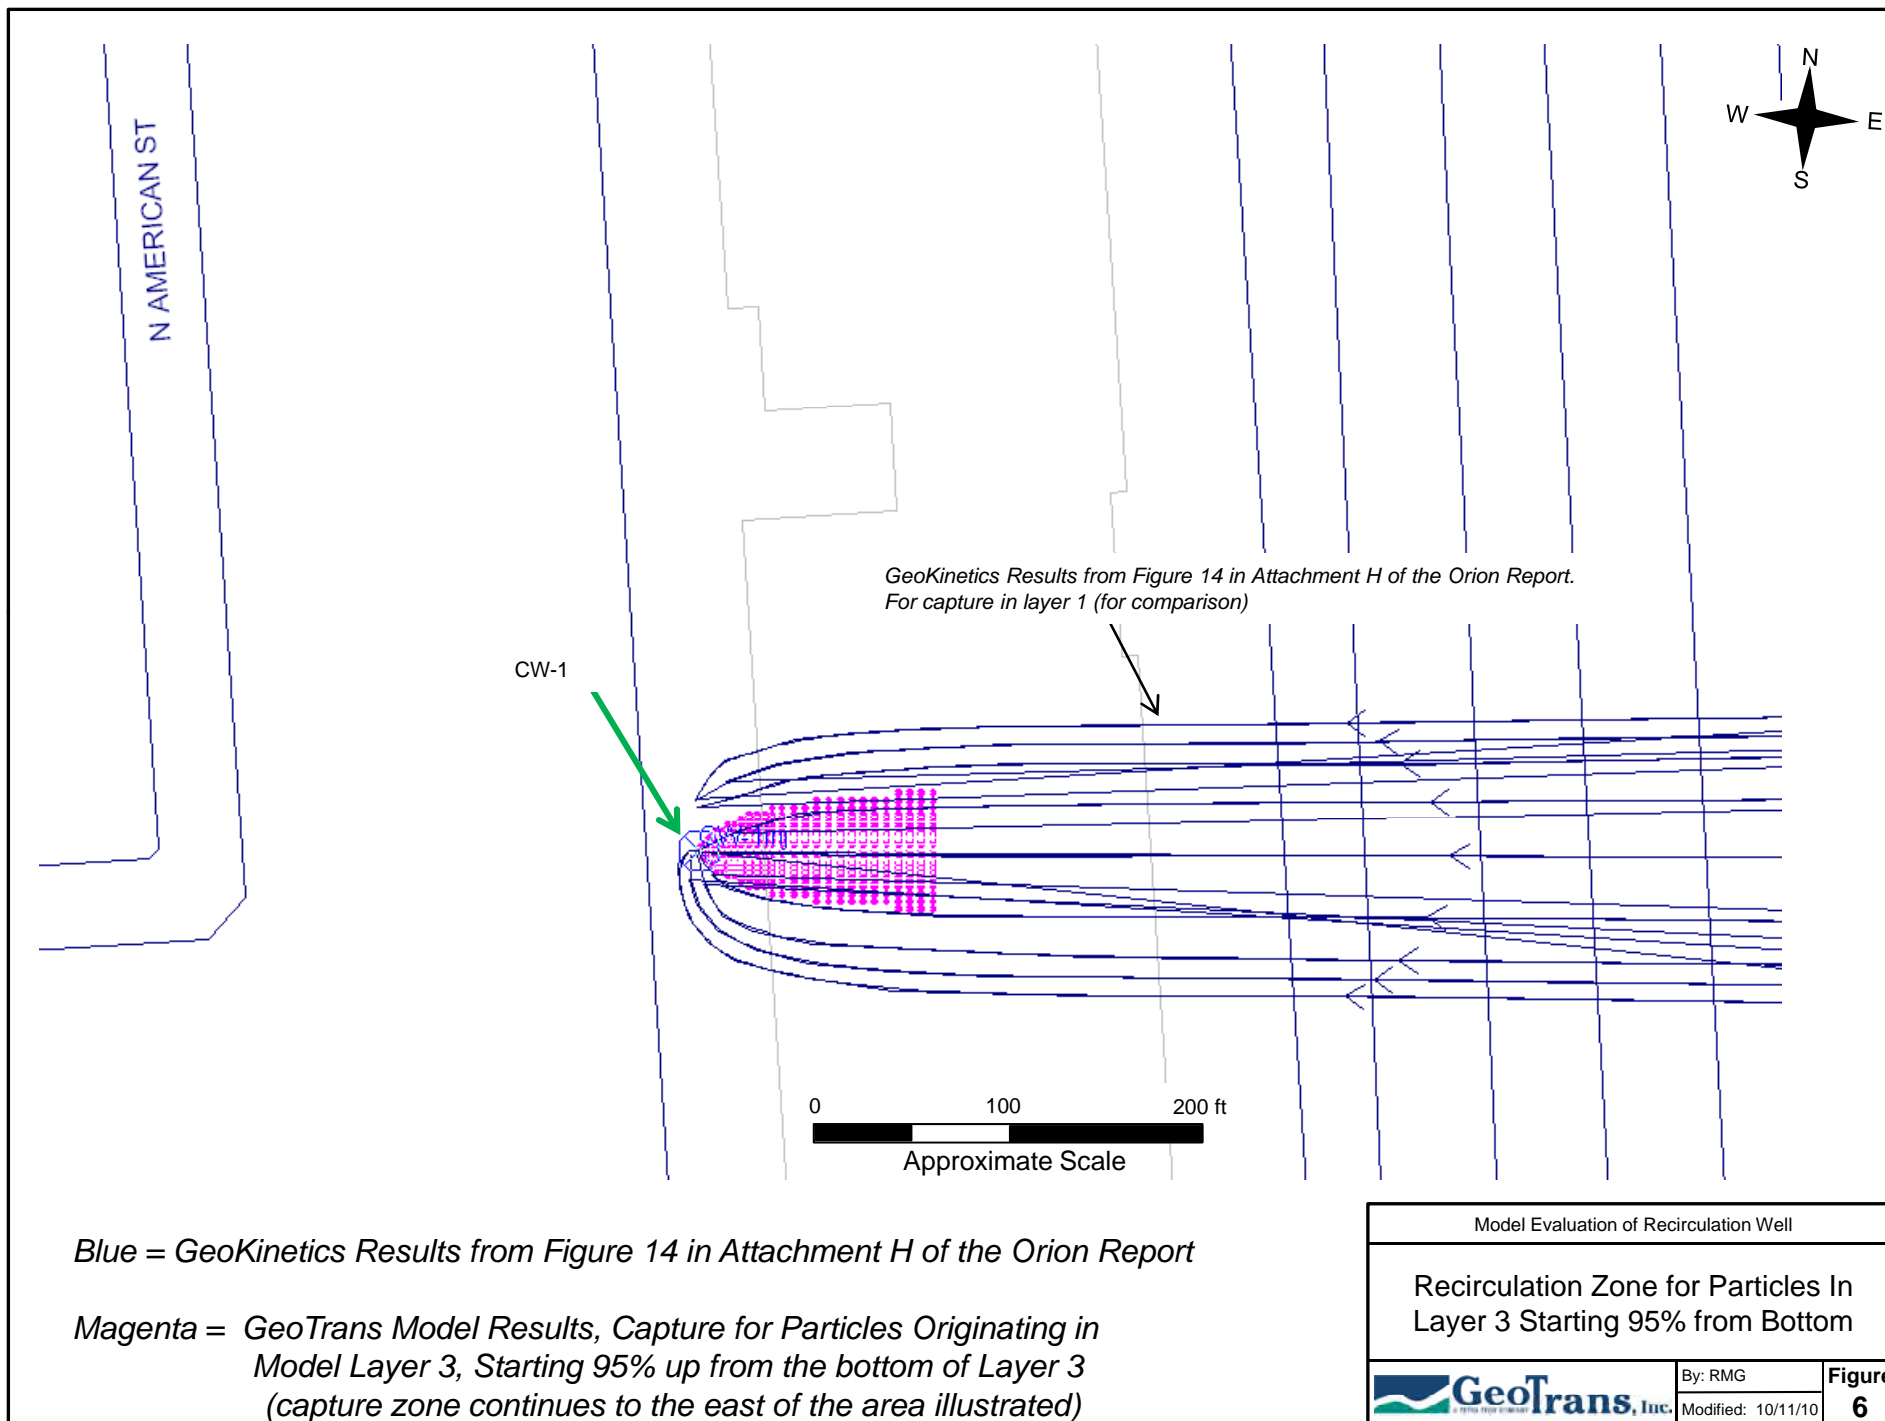 N
W
E
S
N AMERICAN ST
GeoKinetics Results from Figure 14 in Attachment H of the Orion Report.
For capture in layer 1 (for comparison)
CW-1
0 100 200 ft
Approximate Scale
Blue = GeoKinetics Results from Figure 14 in Attachment H of the Orion Report
Magenta = GeoTrans Model Results, Capture for Particles Originating in
Model Layer 3, Starting 95% up from the bottom of Layer 3
(capture zone continues to the east of the area illustrated)
Model Evaluation of Recirculation Well
Recirculation Zone for Particles In
Layer 3 Starting 95% from Bottom
GeoTrans, Inc.
By: RMG
Modified: 10/11/10
Figure
6